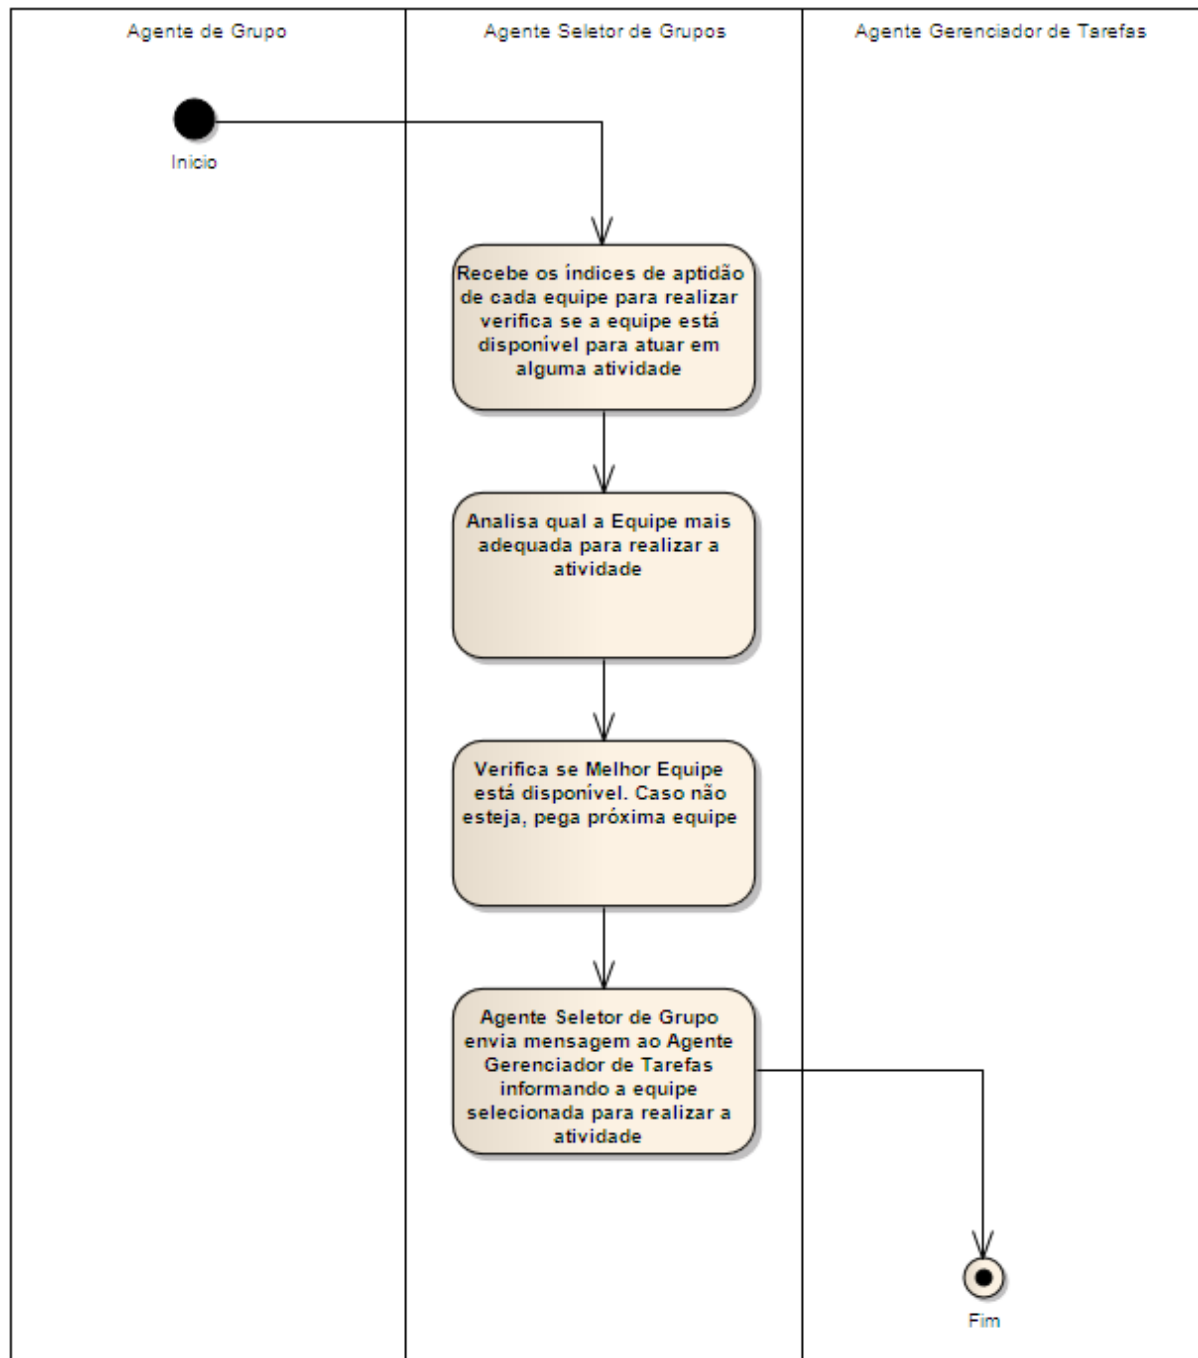 Agente de Grupo
Agente Seletor de Grupos
Agente Gerenciador de Tarefas
Inicio
Recebe os índices de aptidão
de cada equipe para realizar
verifica se a equipe está
disponível para atuar em
alguma atividade
Analisa qual a Equipe mais
adequada para realizar a
atividade
Verifica se Melhor Equipe
está disponível. Caso não
esteja, pega próxima equipe
Agente Seletor de Grupo
envia mensagem ao Agente
Gerenciador de Tarefas
informando a equipe
selecionada para realizar a
atividade
Fim